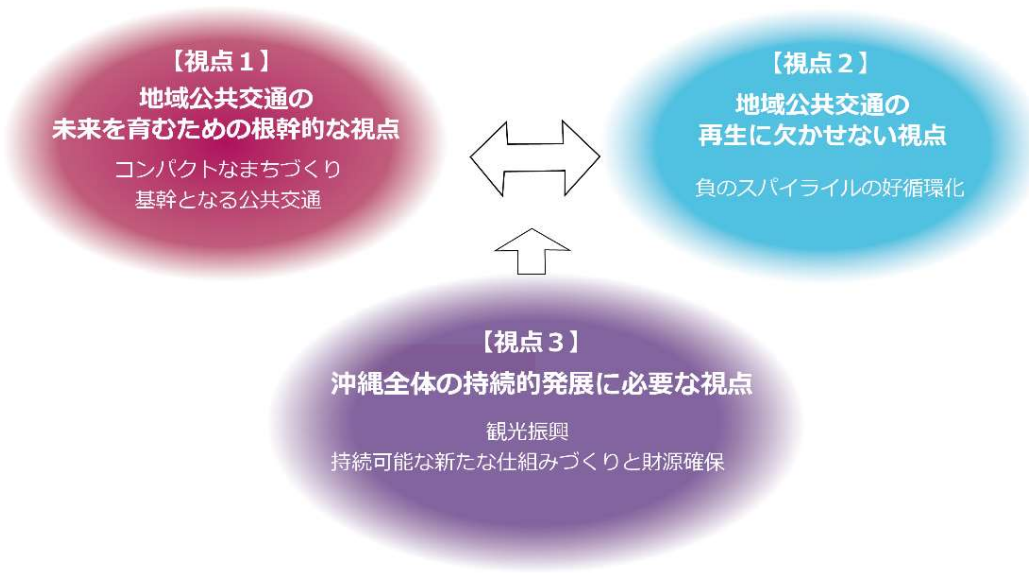 【視点１】
地域公共交通の
未来を育むための根幹的な視点
コンパクトなまちづくり
基幹となる公共交通
【視点２】
地域公共交通の
再生に欠かせない視点
負のスパイライルの好循環化
【視点３】
沖縄全体の持続的発展に必要な視点
観光振興
持続可能な新たな仕組みづくりと財源確保